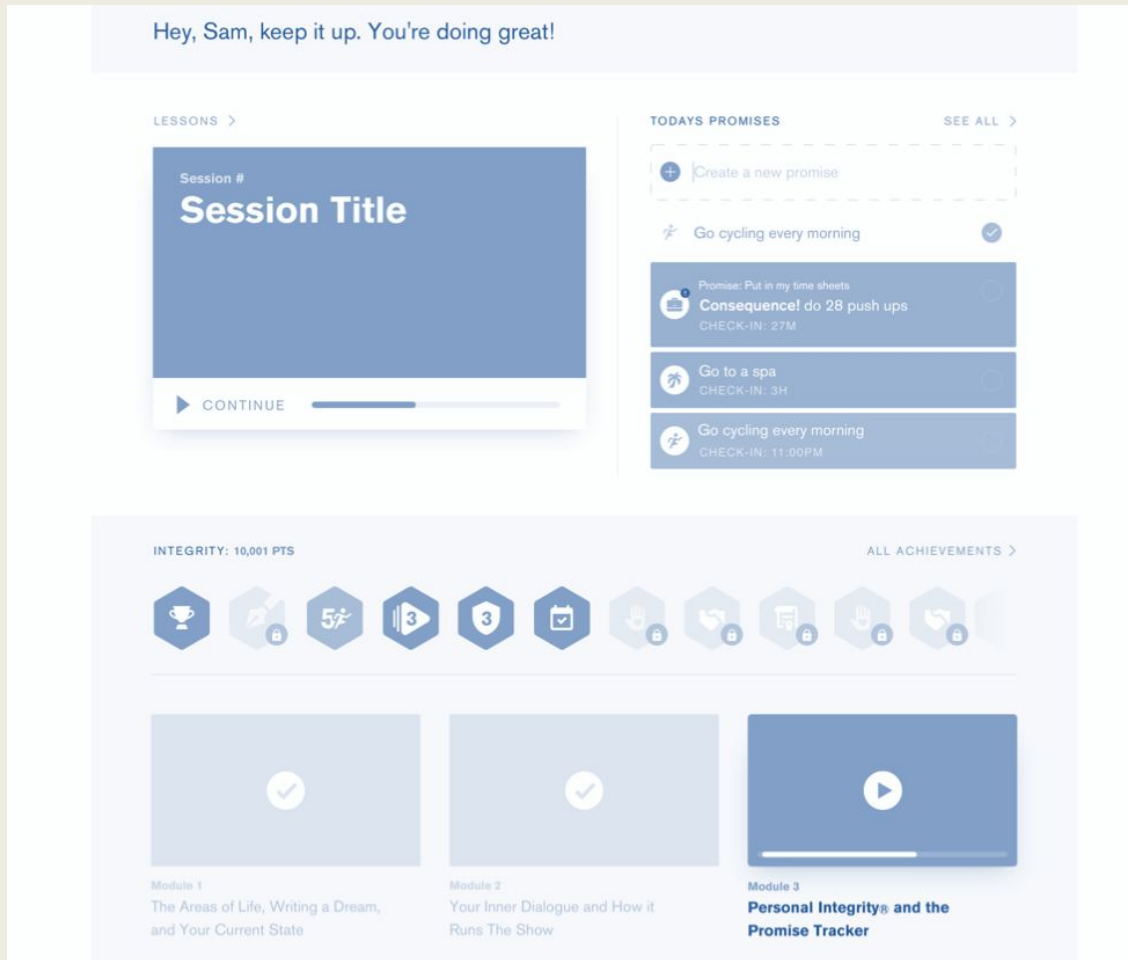 Hey, Sam, keep it up. You're doing great!
LESSONS >
Session #
Session Title
CONTINUE
TODAYS PROMISES
SEE ALL >
Create a new promise
Go cycling every morning
Promise: Put in my time sheets
Consequence! do 28 push ups
CHECK-IN: 27M
Go to a spa
CHECK-IN: 3H
Go cycling every morning
CHECK-IN: 11:00PM
INTEGRITY: 10,001 PTS
ALL ACHIEVEMENTS >
5
3
3
Module 1
The Areas of Life, Writing a Dream,
and Your Current State
Module 2
Your Inner Dialogue and How it
Runs The Show
Module 3
Personal Integrity® and the
Promise Tracker